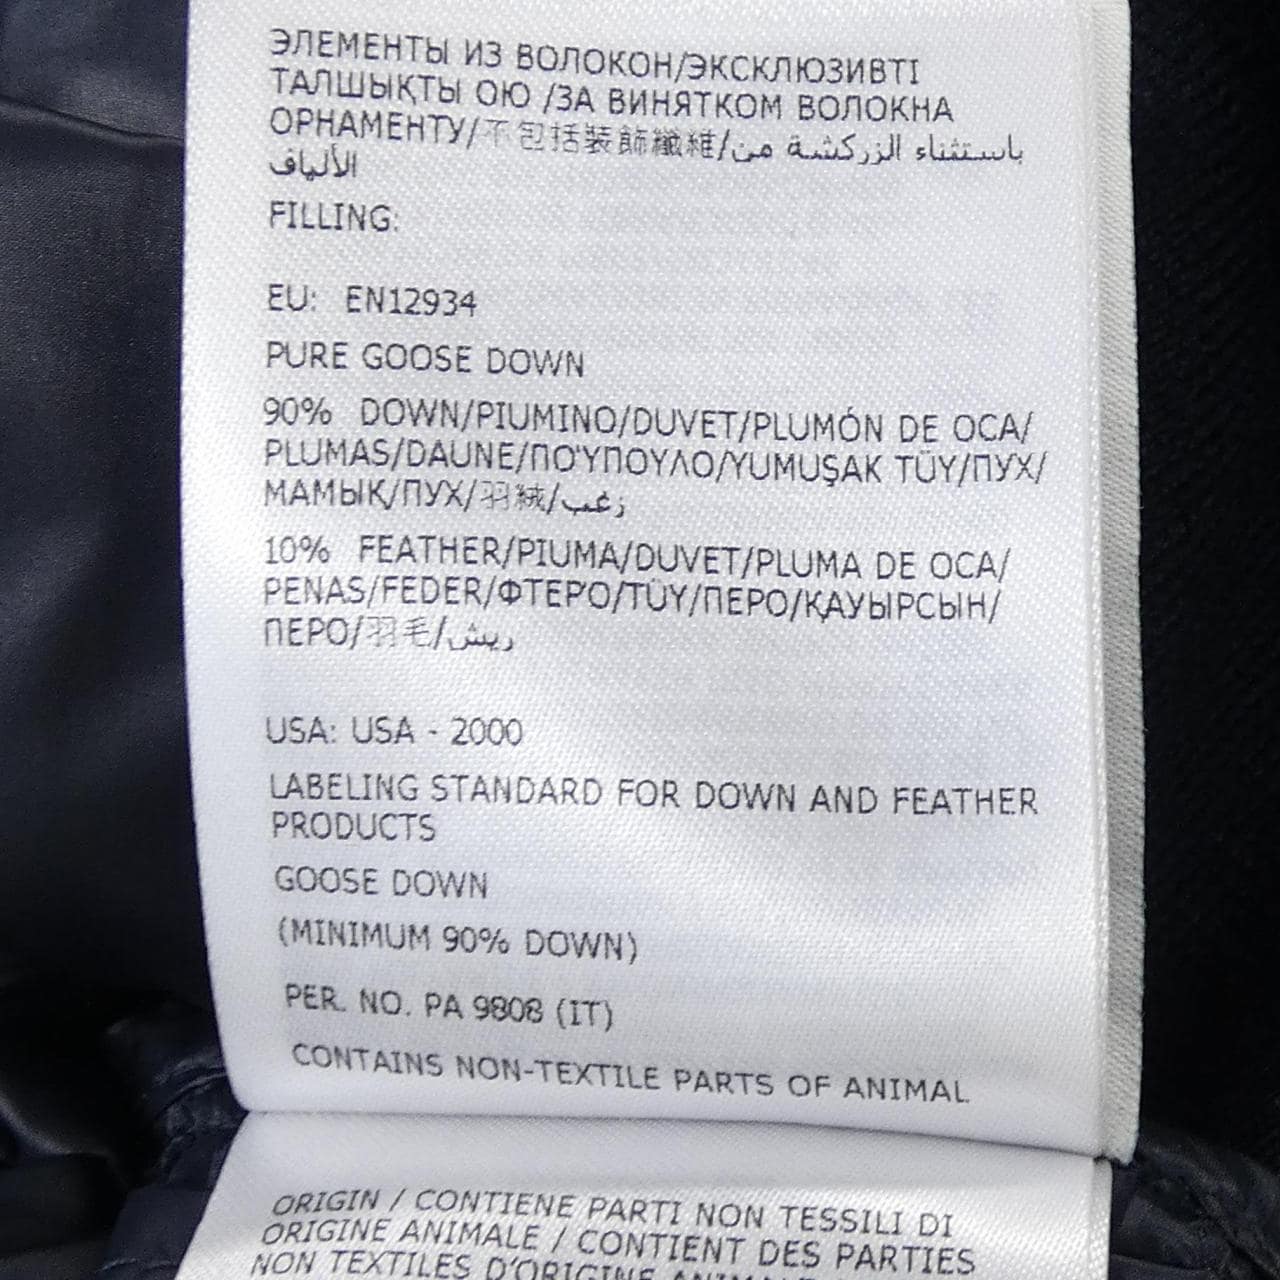 ЭЛЕМЕНТЫ ИЗ ВОЛОКОН/ЭКСКЛЮЗИВТІ
ТАЛШЫҚТЫ ОЮ /ЗА ВИНЯТКОМ ВОЛОКНА
ОРНАМЕНТУ/不包括裝飾纖維/باستثناء الزركشة من
الألياف
FILLING:
EU: EN12934
PURE GOOSE DOWN
90% DOWN/PIUMINO/DUVET/PLUMÓN DE OCA/
PLUMAS/DAUNE/ΠΟΎΠΟΥΛΟ/YUMUŞAK TÜY/ПУХ/
МАМЫҚ/ПУХ/羽絨/زغب
10% FEATHER/PIUMA/DUVET/PLUMA DE OCA/
PENAS/FEDER/ΦΤΕΡΌ/TÜY/ПЕРО/ҚАУЫРСЫН/
ПЕРО/羽毛/ريش
USA: USA - 2000
LABELING STANDARD FOR DOWN AND FEATHER
PRODUCTS
GOOSE DOWN
(MINIMUM 90% DOWN)
PER. NO. PA 9808 (IT)
CONTAINS NON-TEXTILE PARTS OF ANIMAL
ORIGIN / CONTIENE PARTI NON TESSILI DI
ORIGINE ANIMALE / CONTIENT DES PARTIES
NON TEXTILES D'ORIGINE